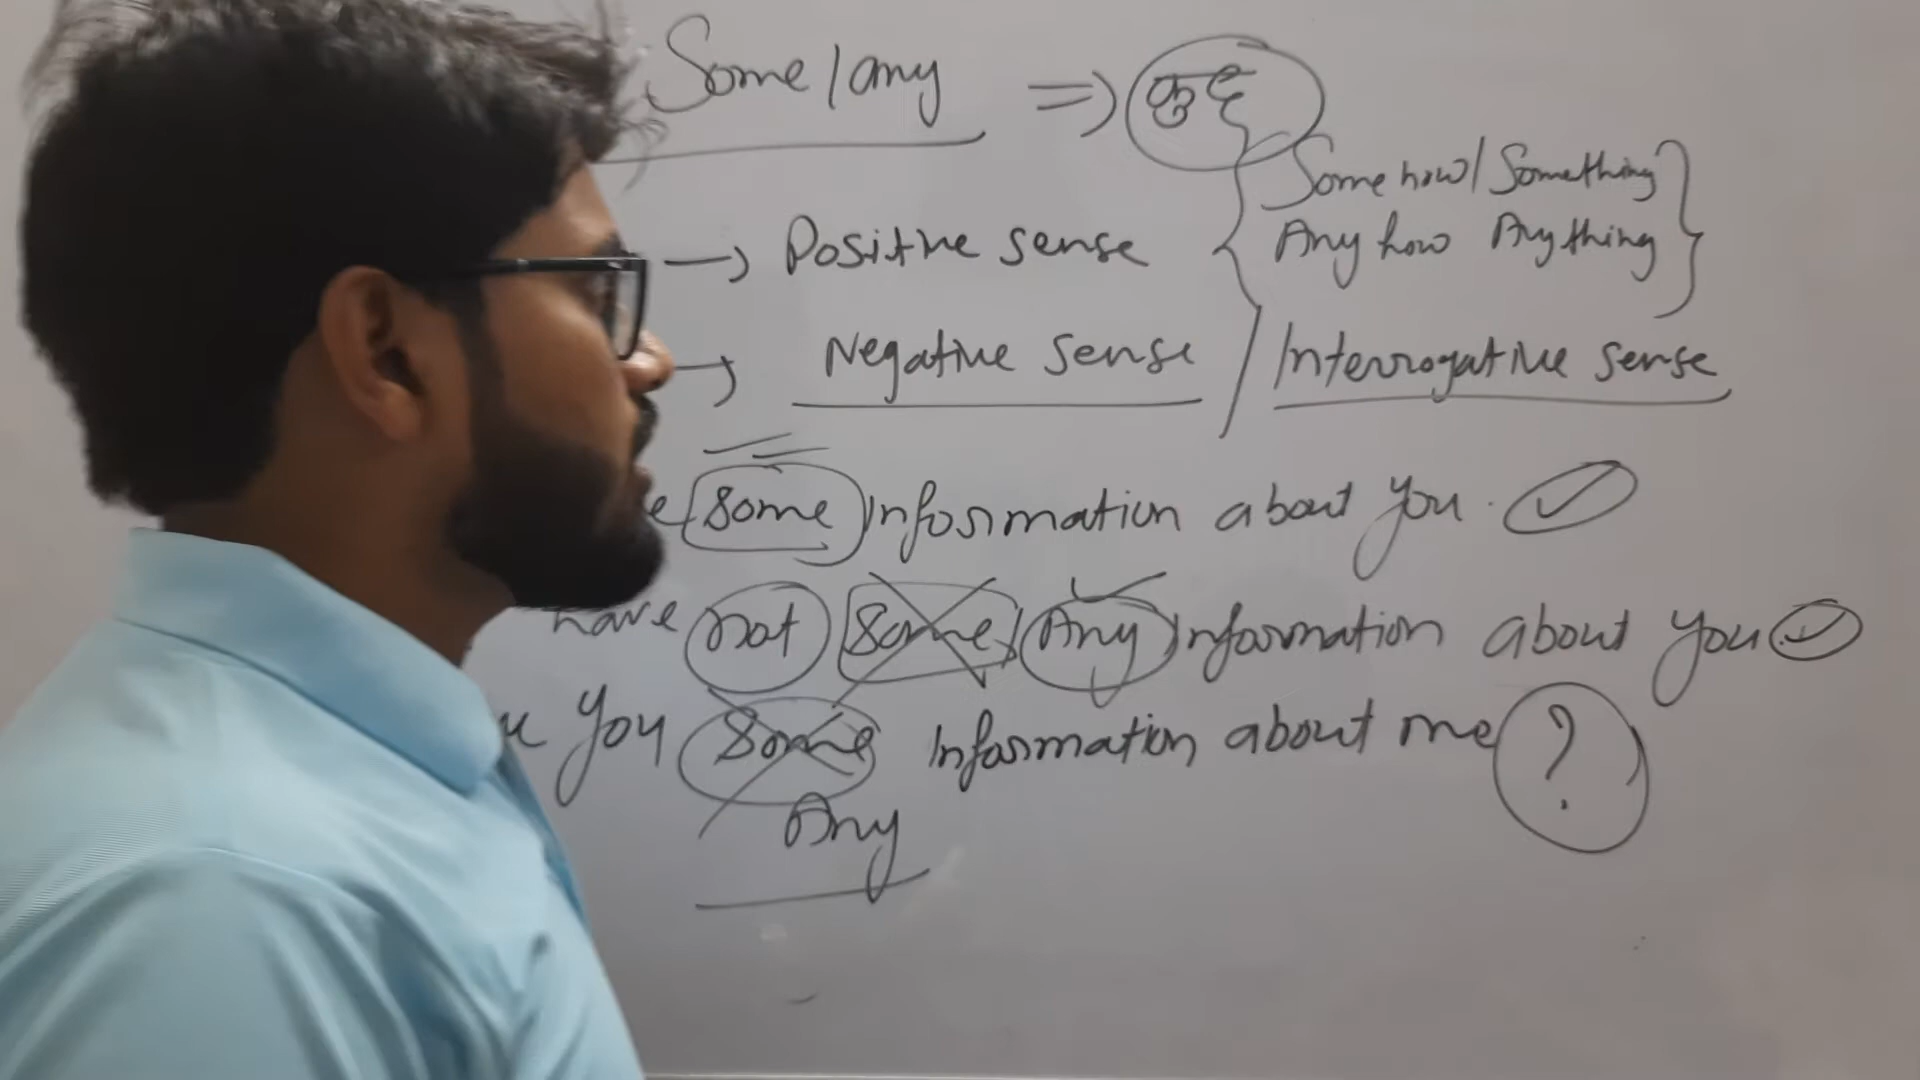 Some/any => कुछ
Somehow/Something
Anyhow Anything
→ Positive sense
→ Negative sense / Interrogative sense
some information about you.
have not some/Any information about you
you some information about me?
Any